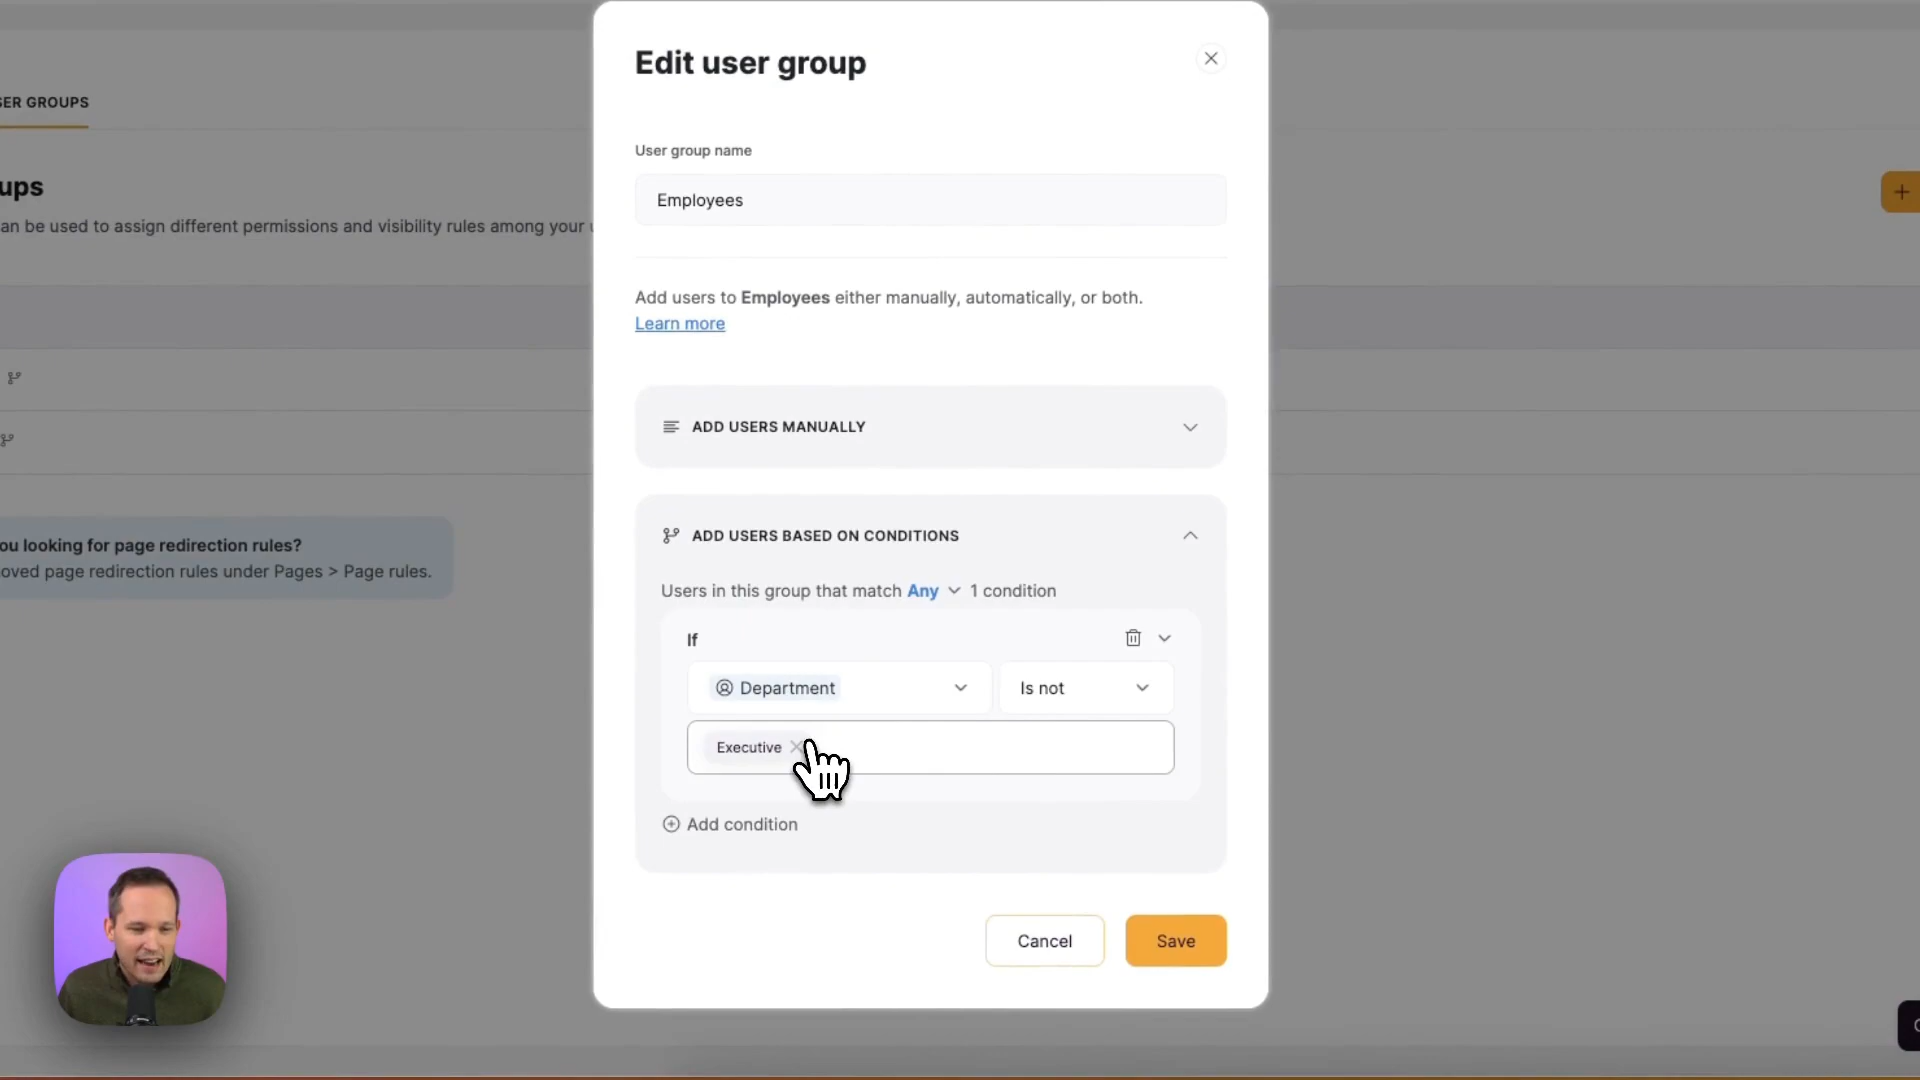 Edit user group
SER GROUPS
User group name
ups
Employees
an be used to assign different permissions and visibility rules among your u
Add users to Employees either manually, automatically, or both.
Learn more
ADD USERS MANUALLY
ADD USERS BASED ON CONDITIONS
ou looking for page redirection rules?
oved page redirection rules under Pages > Page rules.
Users in this group that match Any 1 condition
If
Department
Is not
Executive
Add condition
Cancel
Save